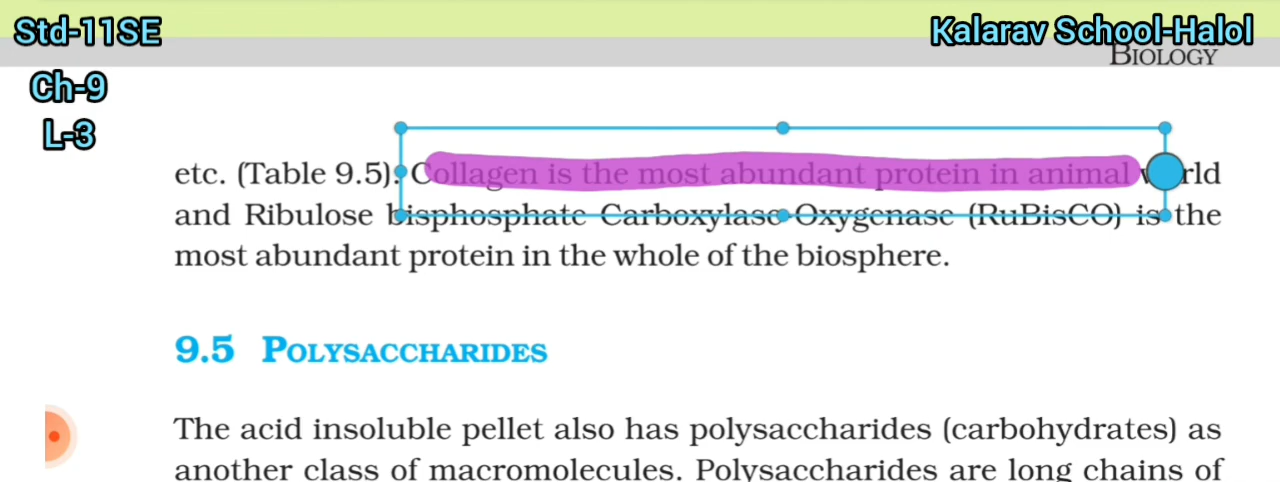 Std-11SE
Kalarav School-Halol
BIOLOGY
Ch-9
L-3
etc. (Table 9.5). Collagen is the most abundant protein in animal world
and Ribulose bisphosphate Carboxylase-Oxygenase (RuBisCO) is the
most abundant protein in the whole of the biosphere.
9.5 POLYSACCHARIDES
The acid insoluble pellet also has polysaccharides (carbohydrates) as
another class of macromolecules. Polysaccharides are long chains of